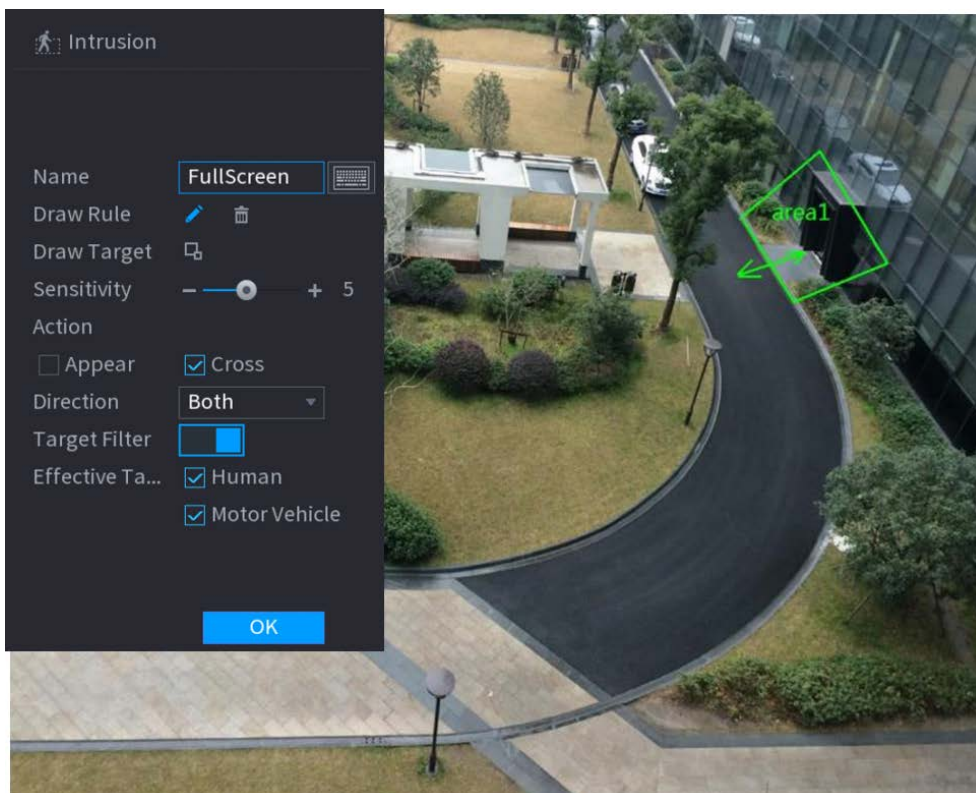 Intrusion
Name FullScreen
Draw Rule
Draw Target
Sensitivity - + 5
Action
Appear Cross
Direction Both
Target Filter
Effective Ta... Human
Motor Vehicle
OK
area1